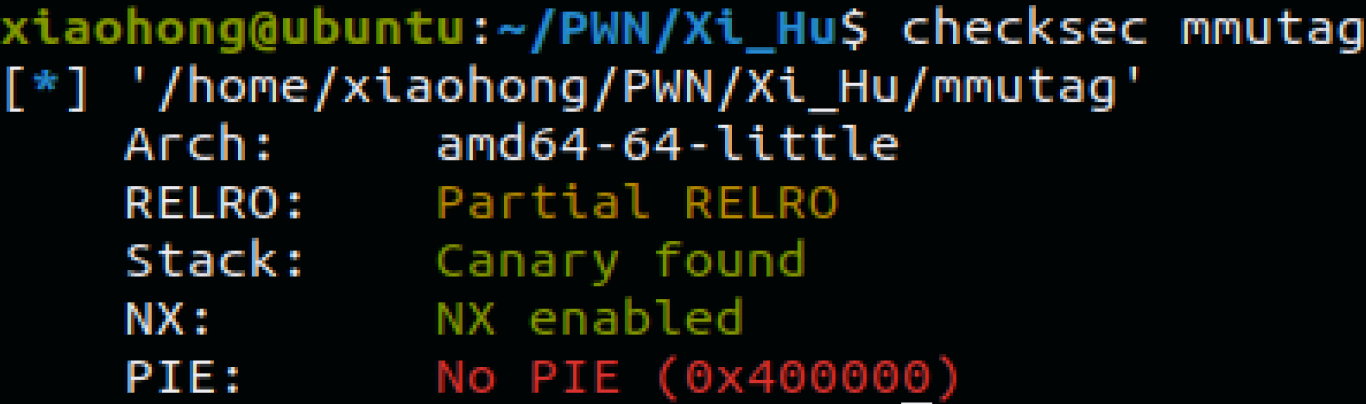 xiaohong@ubuntu:~/PWN/Xi_Hu$ checksec mmutag
[*] '/home/xiaohong/PWN/Xi_Hu/mmutag'
    Arch:     amd64-64-little
    RELRO:    Partial RELRO
    Stack:    Canary found
    NX:       NX enabled
    PIE:      No PIE (0x400000)